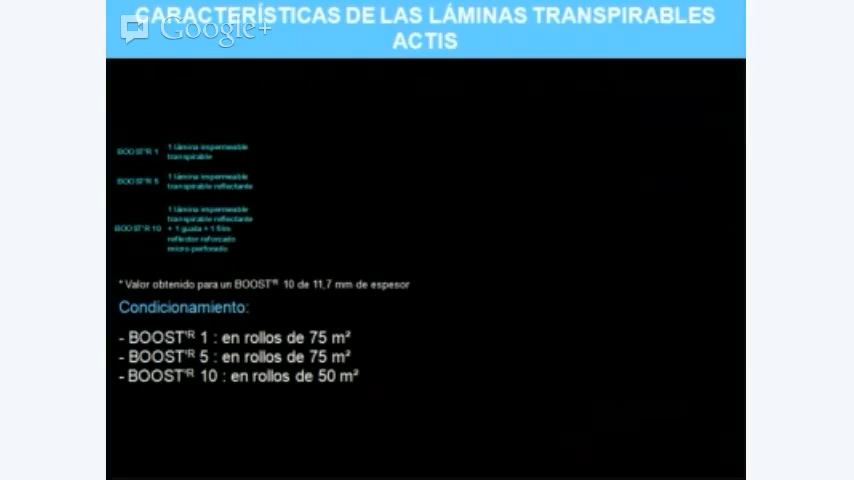 CARACTERÍSTICAS DE LAS LÁMINAS TRANSPIRABLES
ACTIS
Google+
BOOST'R 1
1 lámina impermeable
transpirable
BOOST'R 5
1 lámina impermeable
transpirable reflectante
BOOST'R 10
1 lámina impermeable
transpirable reflectante
+ 1 guata + 1 film
reflector reforzado
micro-perforado
* Valor obtenido para un BOOST'R 10 de 11,7 mm de espesor
Condicionamiento:
- BOOST'R 1 : en rollos de 75 m²
- BOOST'R 5 : en rollos de 75 m²
- BOOST'R 10 : en rollos de 50 m²